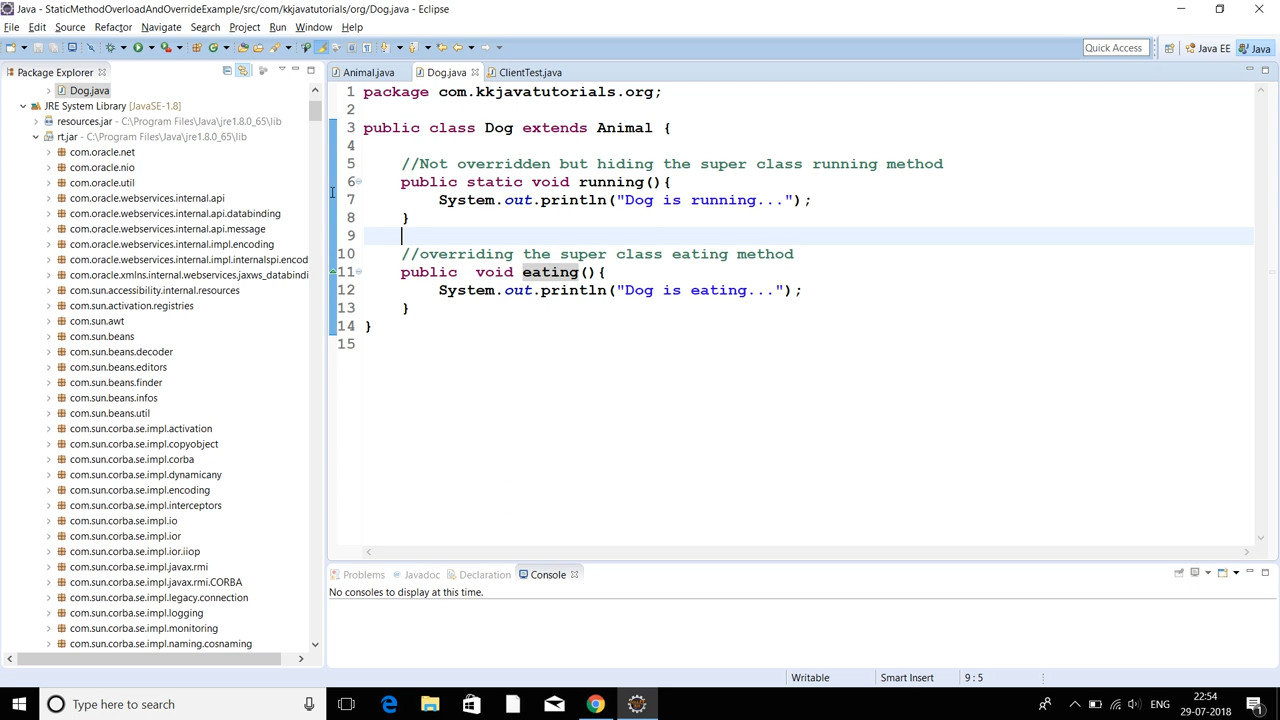 Java - StaticMethodOverloadAndOverrideExample/src/com/kkjavatutorials/org/Dog.java - Eclipse
File Edit Source Refactor Navigate Search Project Run Window Help
Quick Access Java EE Java
Package Explorer
Dog.java
JRE System Library [JavaSE-1.8]
resources.jar - C:\Program Files\Java\jre1.8.0_65\lib
rt.jar - C:\Program Files\Java\jre1.8.0_65\lib
com.oracle.net
com.oracle.nio
com.oracle.util
com.oracle.webservices.internal.api
com.oracle.webservices.internal.api.databinding
com.oracle.webservices.internal.api.message
com.oracle.webservices.internal.impl.encoding
com.oracle.webservices.internal.impl.internalspi.encod
com.oracle.xmlns.internal.webservices.jaxws_databindi
com.sun.accessibility.internal.resources
com.sun.activation.registries
com.sun.awt
com.sun.beans
com.sun.beans.decoder
com.sun.beans.editors
com.sun.beans.finder
com.sun.beans.infos
com.sun.beans.util
com.sun.corba.se.impl.activation
com.sun.corba.se.impl.copyobject
com.sun.corba.se.impl.corba
com.sun.corba.se.impl.dynamicany
com.sun.corba.se.impl.encoding
com.sun.corba.se.impl.interceptors
com.sun.corba.se.impl.io
com.sun.corba.se.impl.ior
com.sun.corba.se.impl.ior.iiop
com.sun.corba.se.impl.javax.rmi
com.sun.corba.se.impl.javax.rmi.CORBA
com.sun.corba.se.impl.legacy.connection
com.sun.corba.se.impl.logging
com.sun.corba.se.impl.monitoring
com.sun.corba.se.impl.naming.cosnaming
Animal.java Dog.java ClientTest.java
1 package com.kkjavatutorials.org;
2
3 public class Dog extends Animal {
4
5 //Not overridden but hiding the super class running method
6 public static void running(){
7 System.out.println("Dog is running...");
8 }
9
10 //overriding the super class eating method
11 public  void eating(){
12 System.out.println("Dog is eating...");
13 }
14 }
15
Problems Javadoc Declaration Console
No consoles to display at this time.
Writable Smart Insert 9 : 5
Type here to search
ENG
22:54
29-07-2018
1